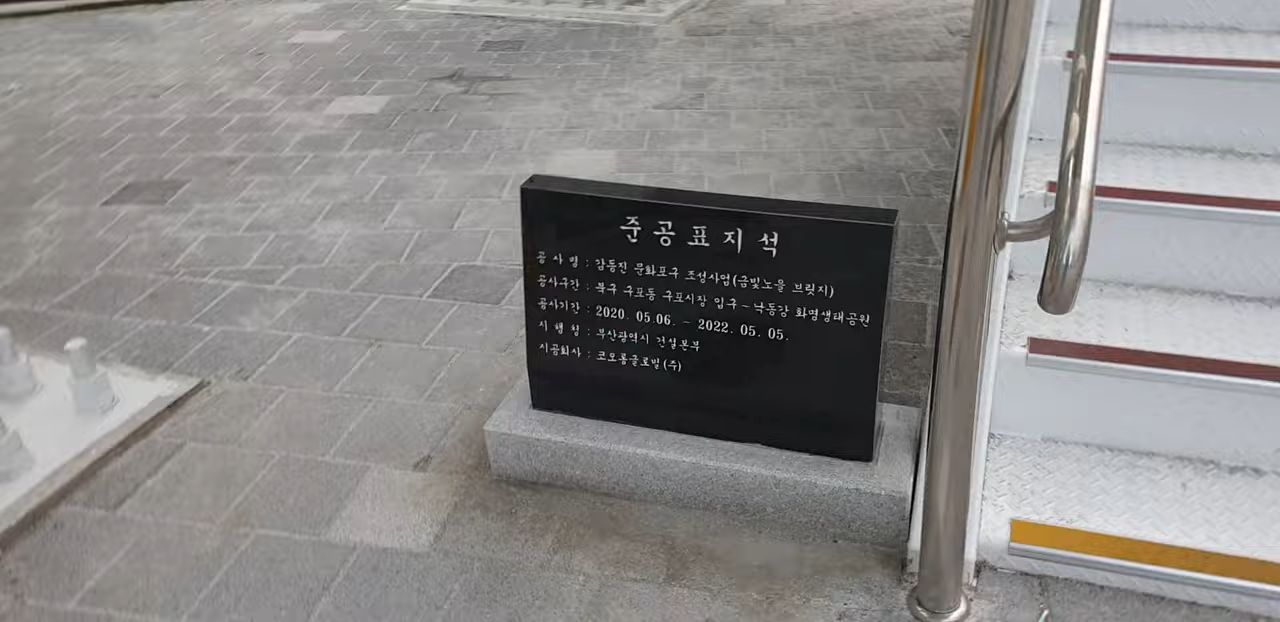 준공표지석
공 사 명 : 감동진 문화포구 조성사업(금빛노을 브릿지)
공사구간 : 북구 구포동 구포시장 입구~낙동강 화명생태공원
공사기간 : 2020. 05.06. ~ 2022. 05. 05.
시 행 청 : 부산광역시 건설본부
시공회사 : 코오롱글로벌(주)